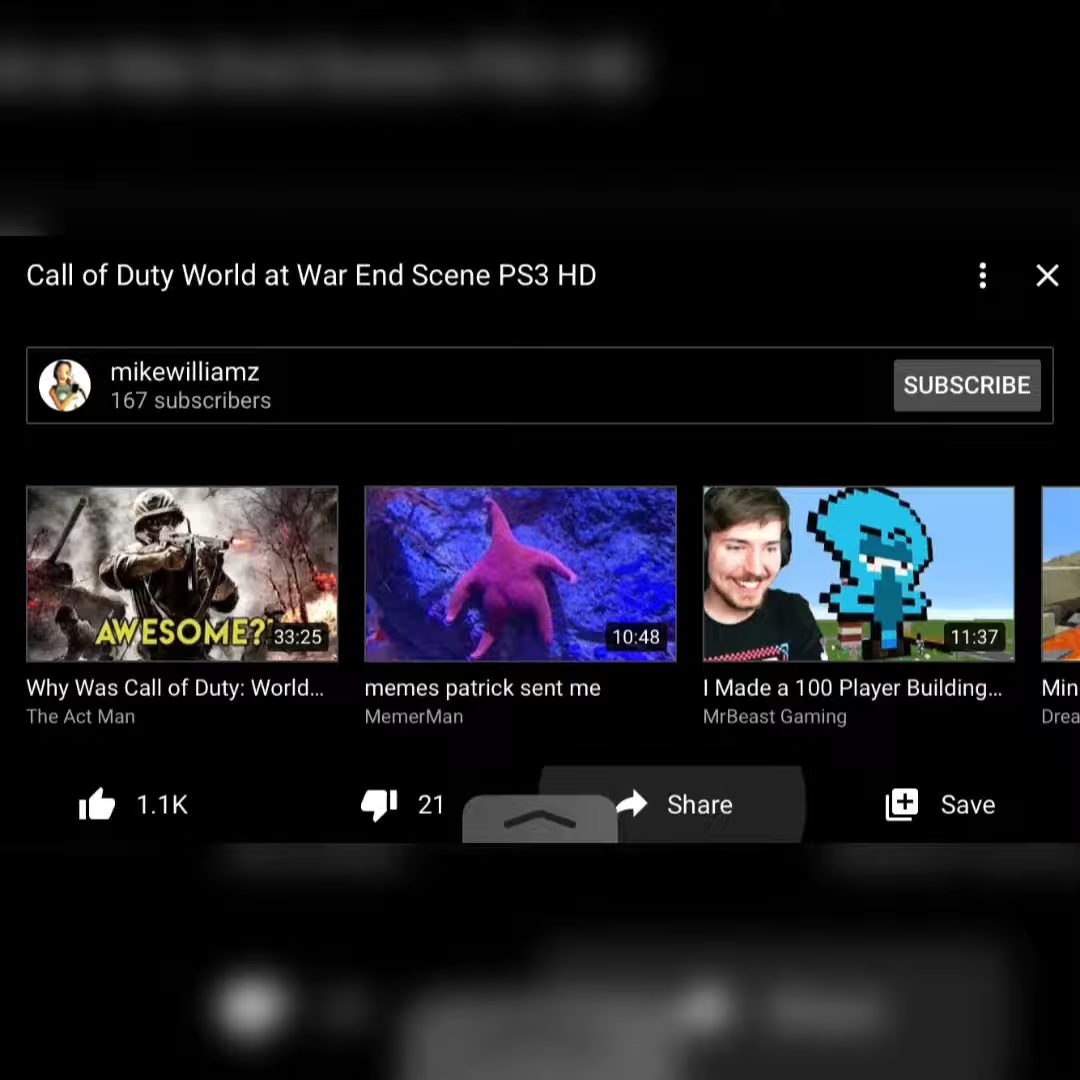 Call of Duty World at War End Scene PS3 HD
mikewilliamz
167 subscribers
SUBSCRIBE
AWESOME?
33:25
10:48
11:37
Why Was Call of Duty: World...
The Act Man
memes patrick sent me
MemerMan
I Made a 100 Player Building...
MrBeast Gaming
Min
Drea
1.1K
21
Share
Save